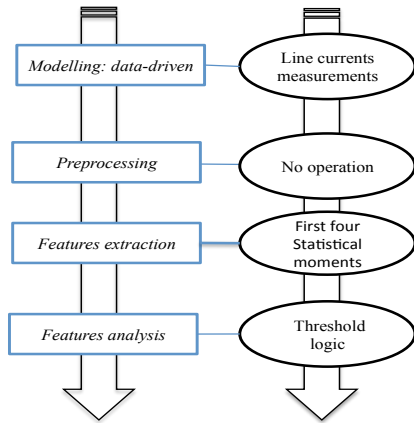 Modelling: data-driven
Line currents
measurements
Preprocessing
No operation
Features extraction
First four
Statistical
moments
Features analysis
Threshold
logic